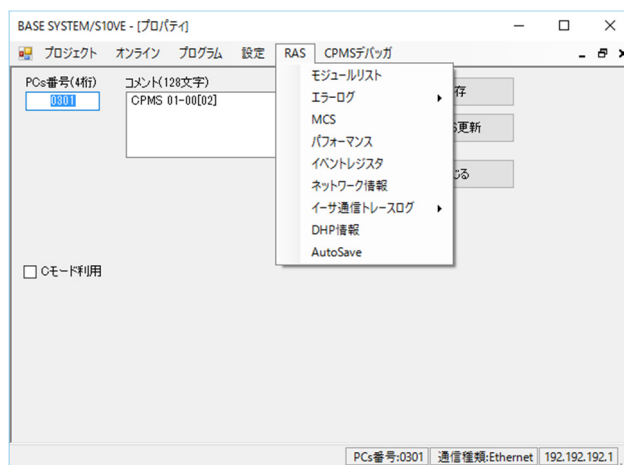 BASE SYSTEM/S10VE - [プロパティ]
プロジェクト オンライン プログラム 設定 RAS CPMSデバッガ
PCs番号(4桁) コメント(128文字)
0301 CPMS 01-00[02]
存
更新
じる
モジュールリスト
エラーログ
MCS
パフォーマンス
イベントレジスタ
ネットワーク情報
イーサ通信トレースログ
DHP情報
AutoSave
Cモード利用
PCs番号:0301 通信種類:Ethernet 192.192.192.1